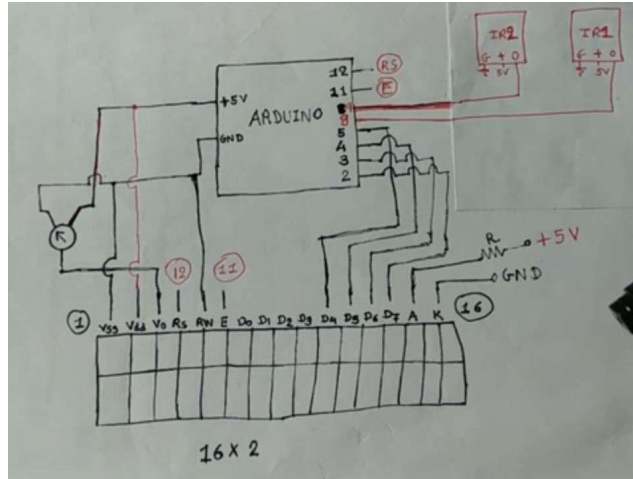 IR2
G + O
5V
IR1
G + O
5V
12 RS
11 E
+5V
ARDUINO
8
GND
5
4
3
2
R
+5V
GND
12
11
1
16
Vss Vdd Vo Rs RW E D0 D1 D2 D3 D4 D5 D6 D7 A K
16 X 2